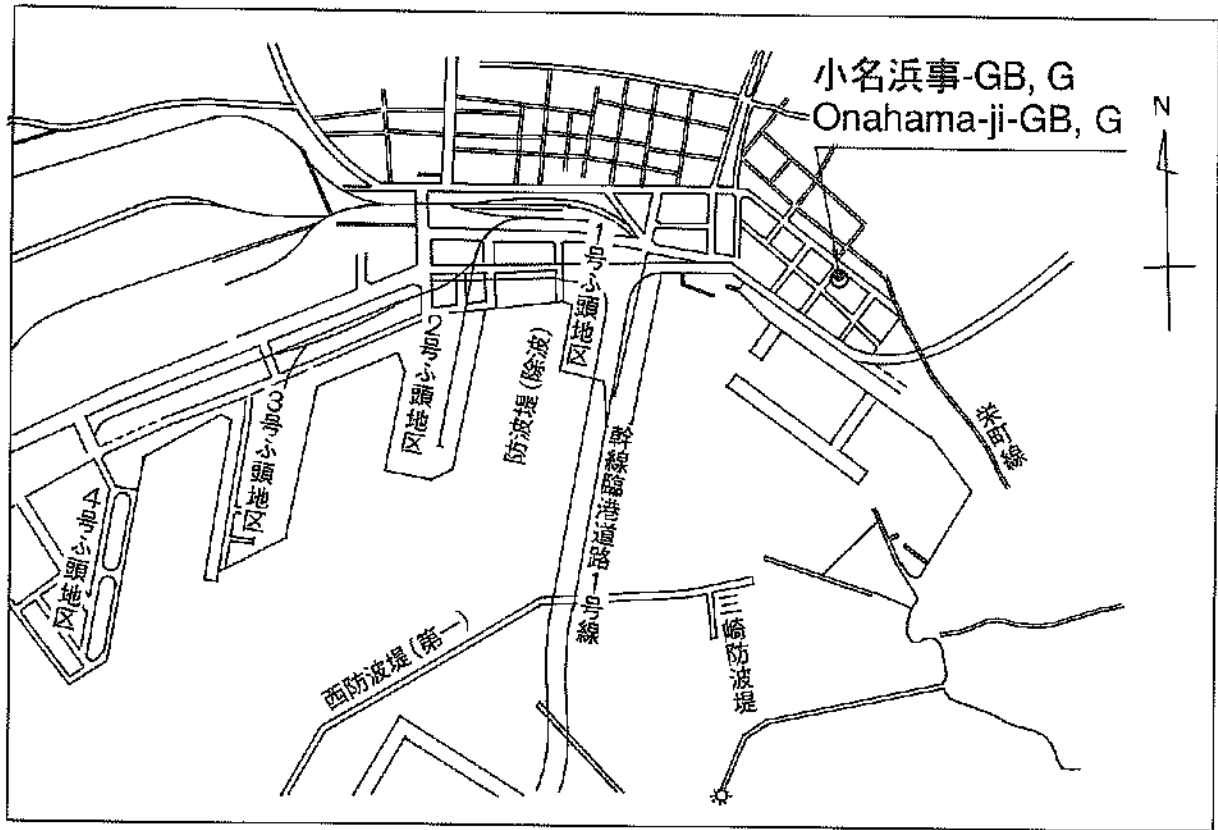 小名浜事-GB, G
Onahama-ji-GB, G
N
1号ふ頭地区
2号ふ頭地区
防波堤(除波)
3号ふ頭地区
4号ふ頭地区
幹線臨港道路1号線
栄町線
西防波堤(第一)
三崎防波堤